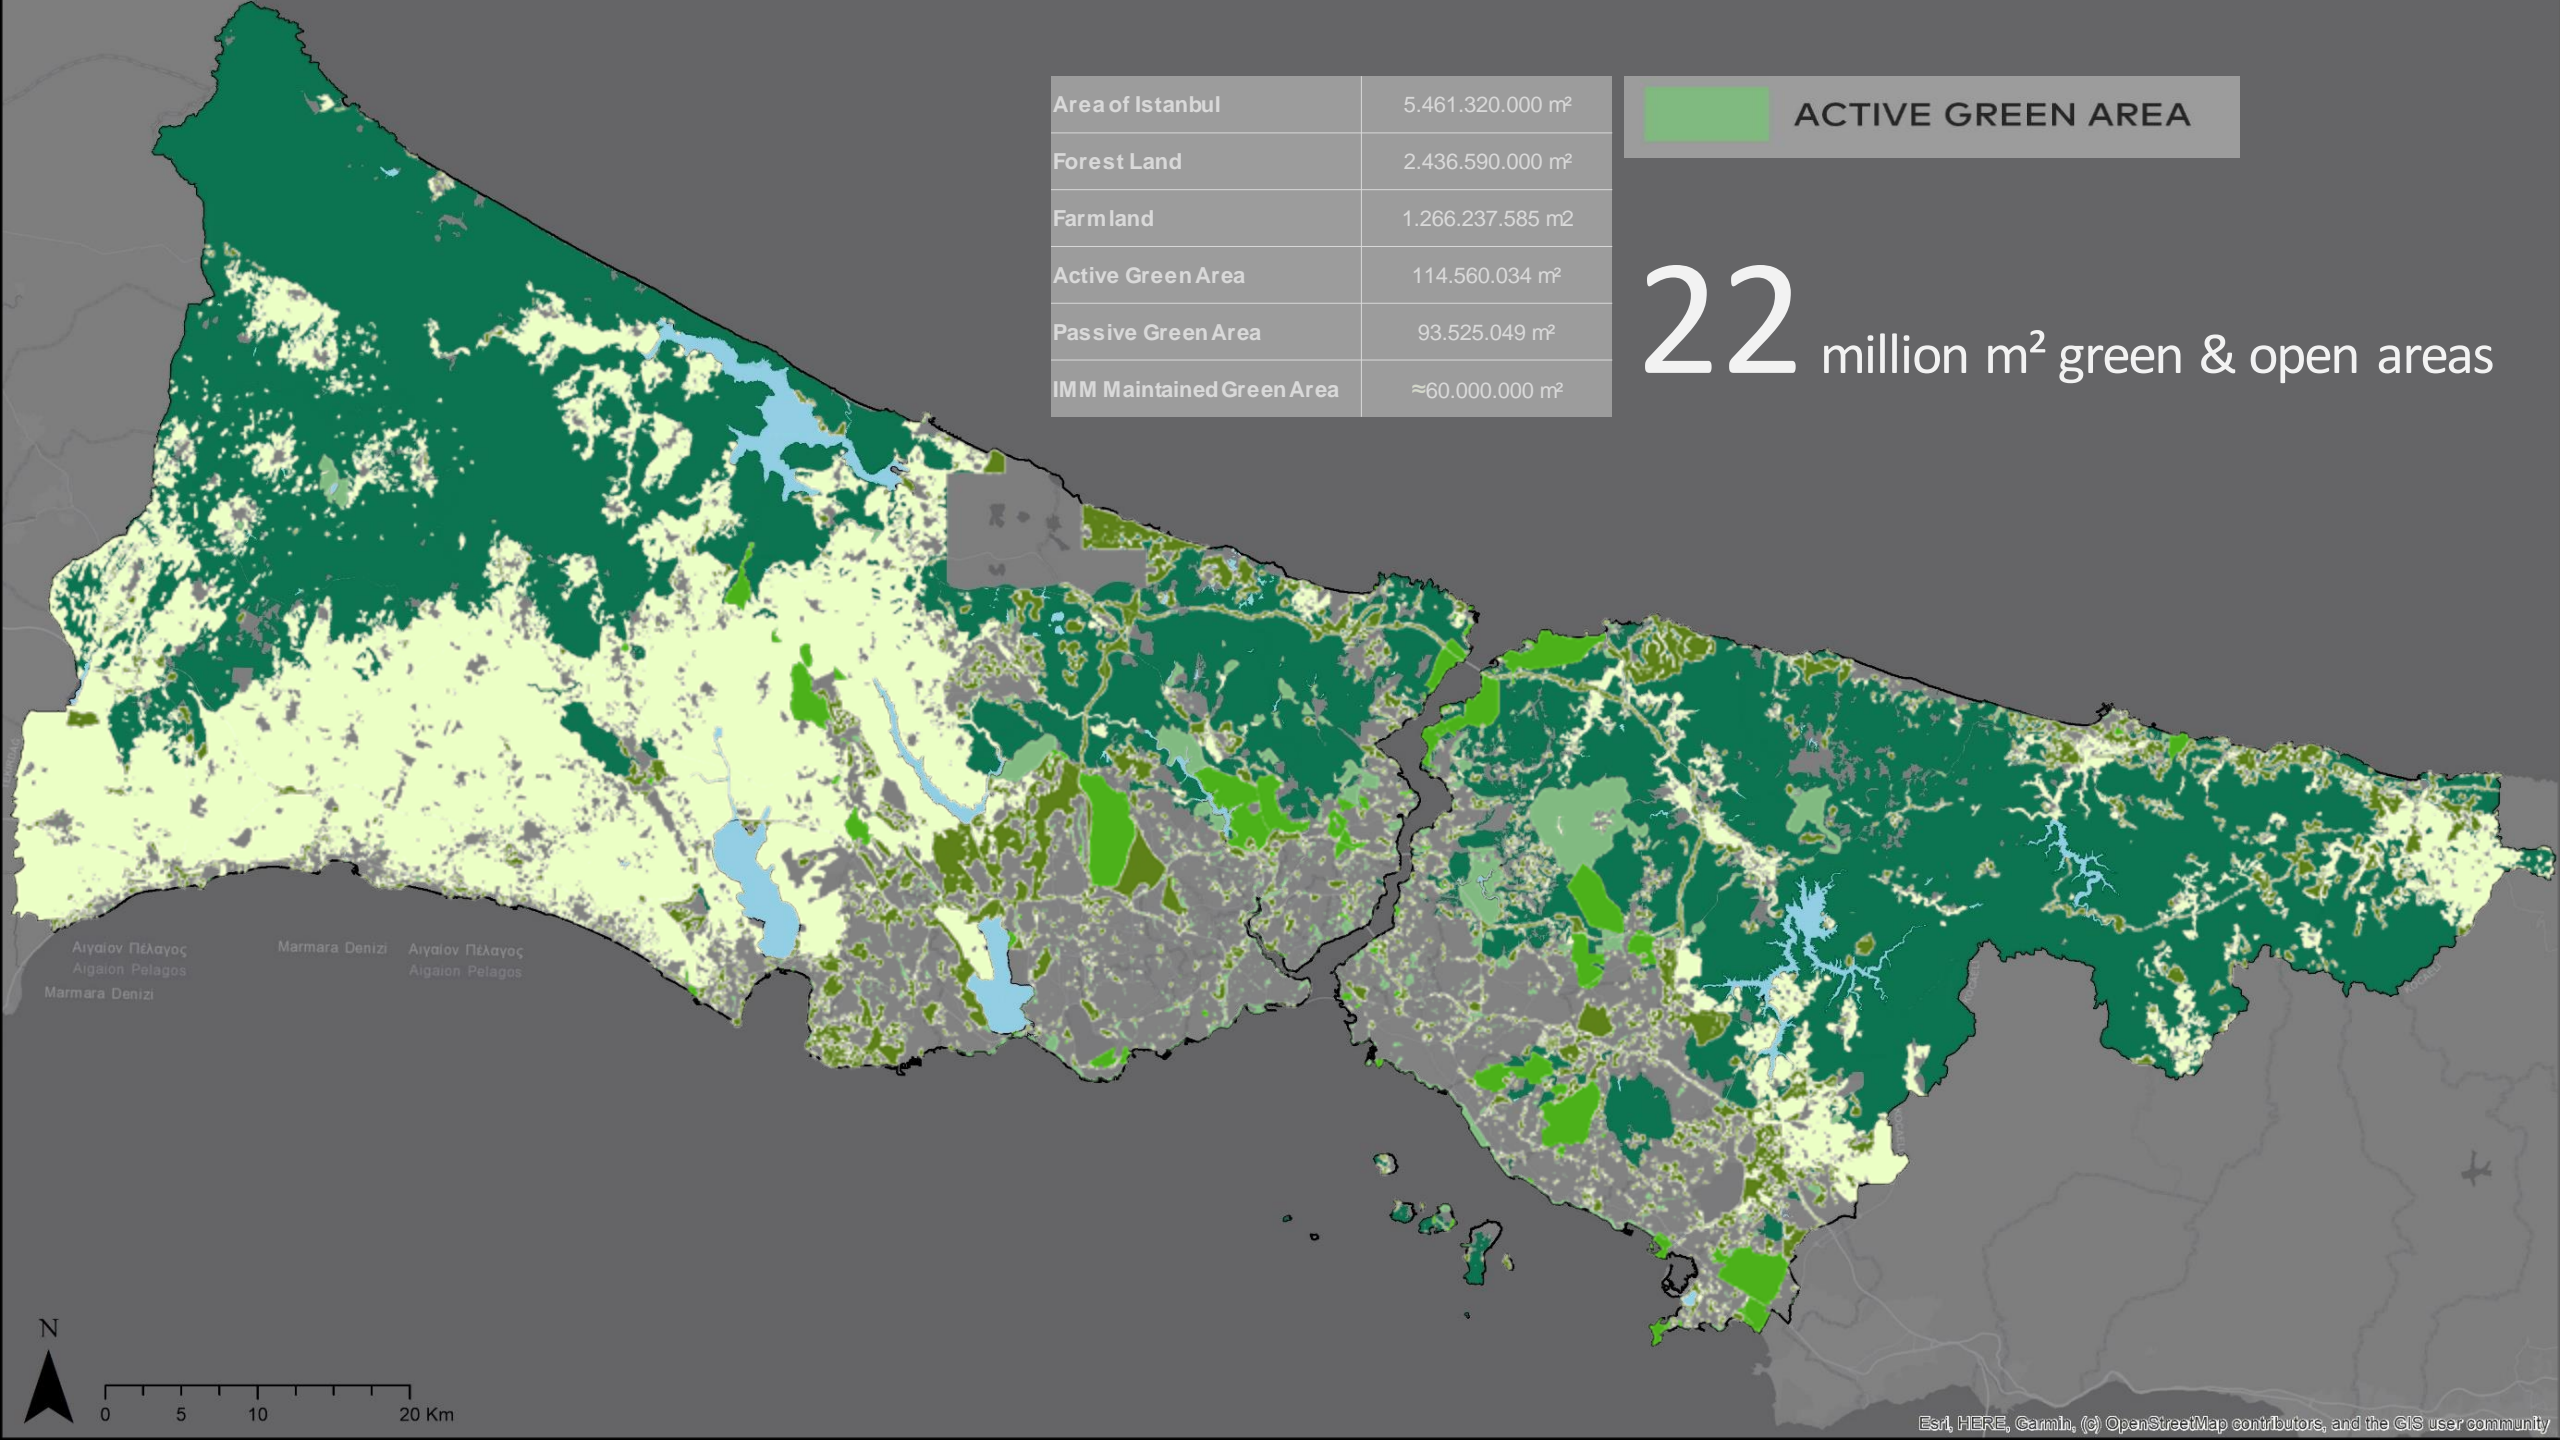 Area of Istanbul 5.461.320.000 m²
Forest Land 2.436.590.000 m²
Farmland 1.266.237.585 m2
Active Green Area 114.560.034 m²
Passive Green Area 93.525.049 m²
IMM Maintained Green Area ≈60.000.000 m²
ACTIVE GREEN AREA
22 million m² green & open areas
Αιγαίον Πέλαγος
Aigaion Pelagos
Marmara Denizi
Marmara Denizi
Αιγαίον Πέλαγος
Aigaion Pelagos
N
0 5 10 20 Km
Esri, HERE, Garmin, (c) OpenStreetMap contributors, and the GIS user community